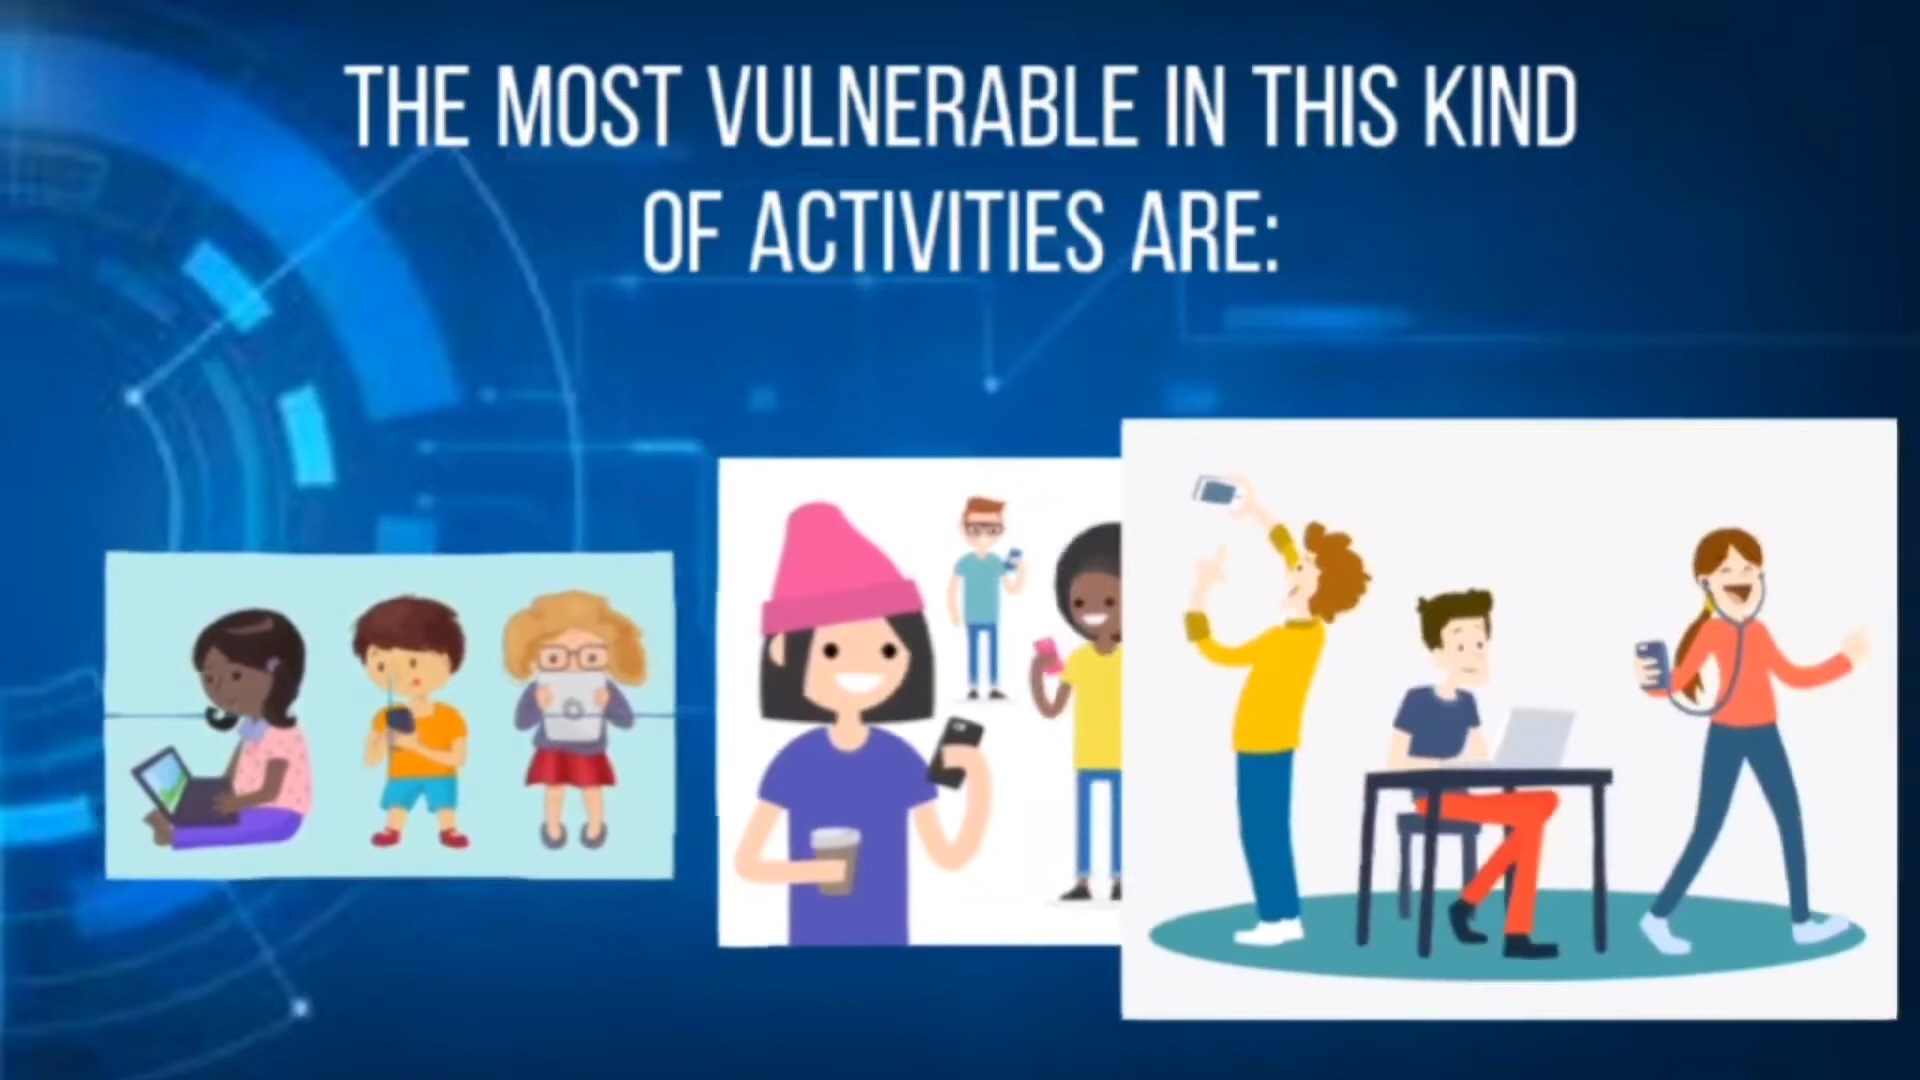 THE MOST VULNERABLE IN THIS KIND
OF ACTIVITIES ARE: